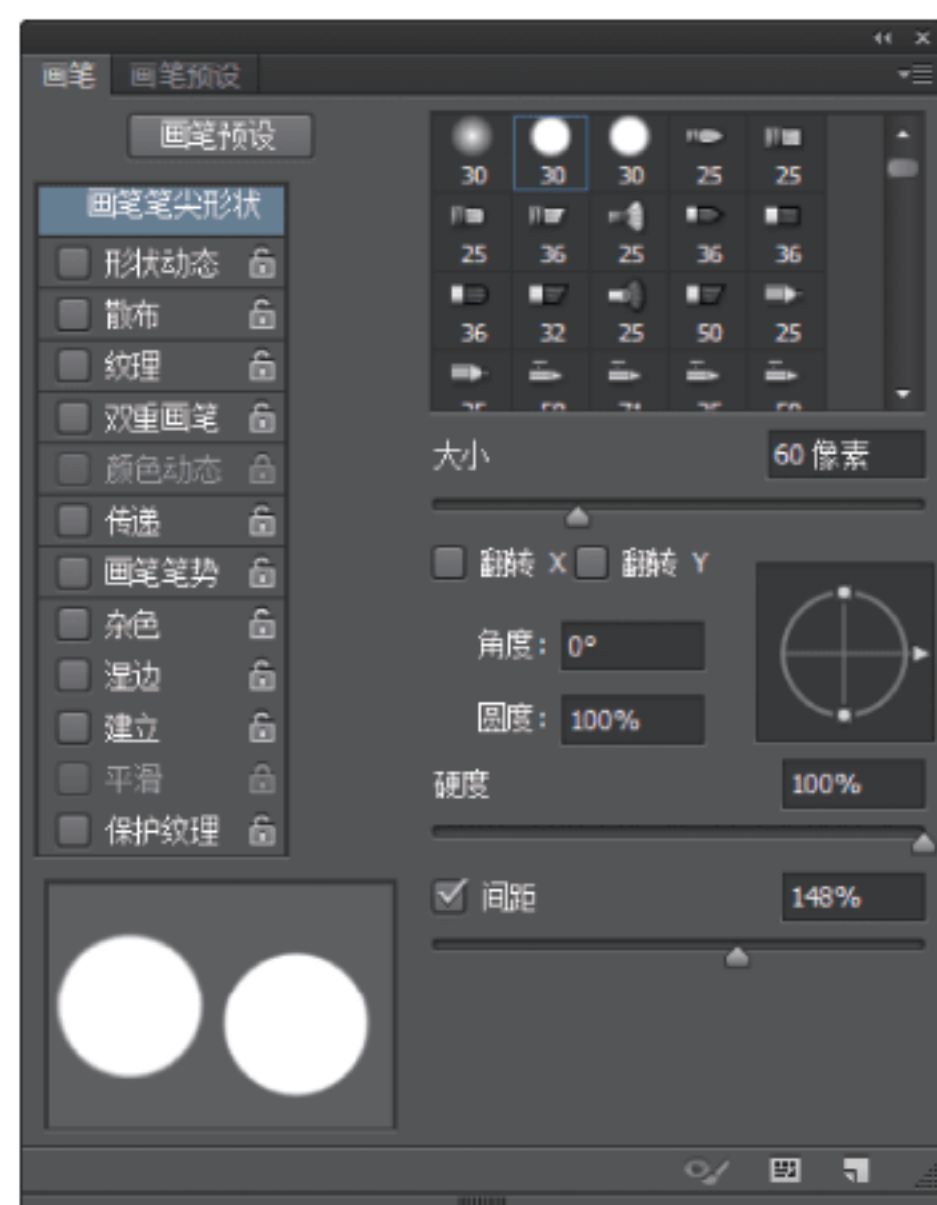 画笔 画笔预设
画笔预设
画笔笔尖形状
形状动态
散布
纹理
双重画笔
颜色动态
传递
画笔笔势
杂色
湿边
建立
平滑
保护纹理
30 30 30 25 25
25 36 25 36 36
36 32 25 50 25
大小 60 像素
翻转 X 翻转 Y
角度: 0°
圆度: 100%
硬度 100%
间距 148%